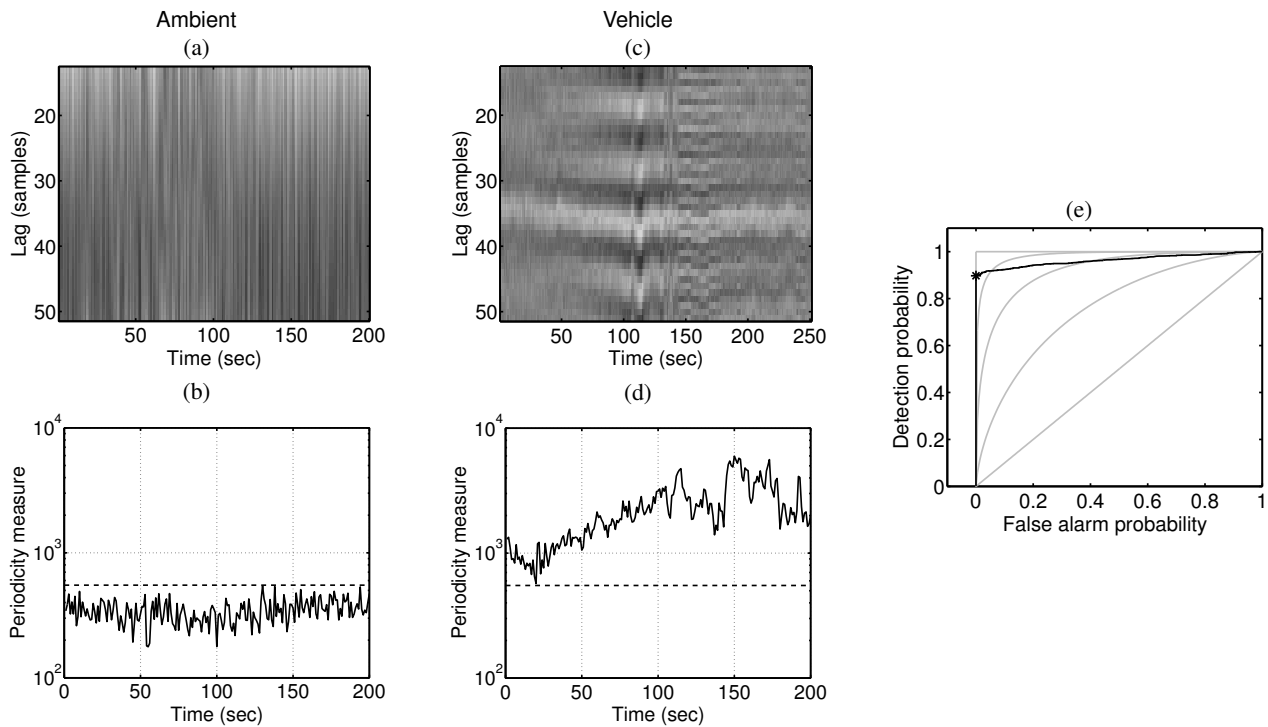 Ambient
(a)
Lag (samples)
20
30
40
50
50
100
150
200
Time (sec)
(b)
Periodicity measure
10^4
10^3
10^2
0
50
100
150
200
Time (sec)
Vehicle
(c)
Lag (samples)
20
30
40
50
50
100
150
200
250
Time (sec)
(d)
Periodicity measure
10^4
10^3
10^2
0
50
100
150
200
Time (sec)
(e)
Detection probability
1
0.8
0.6
0.4
0.2
0
0
0.2
0.4
0.6
0.8
1
False alarm probability